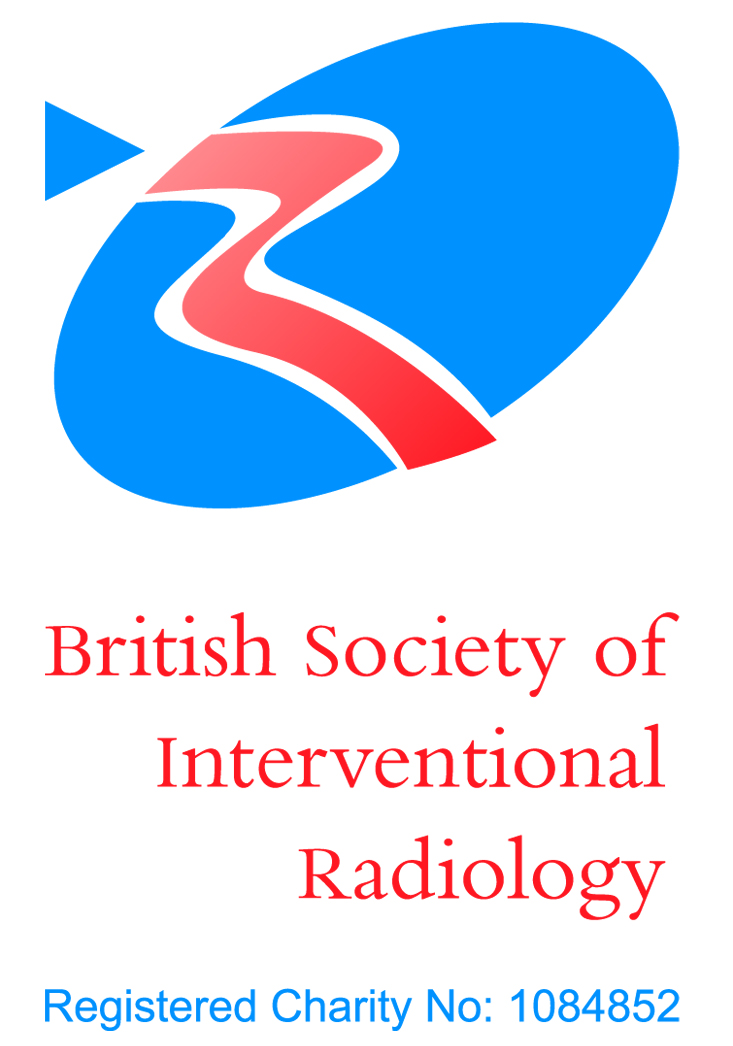 British Society of
Interventional
Radiology
Registered Charity No: 1084852